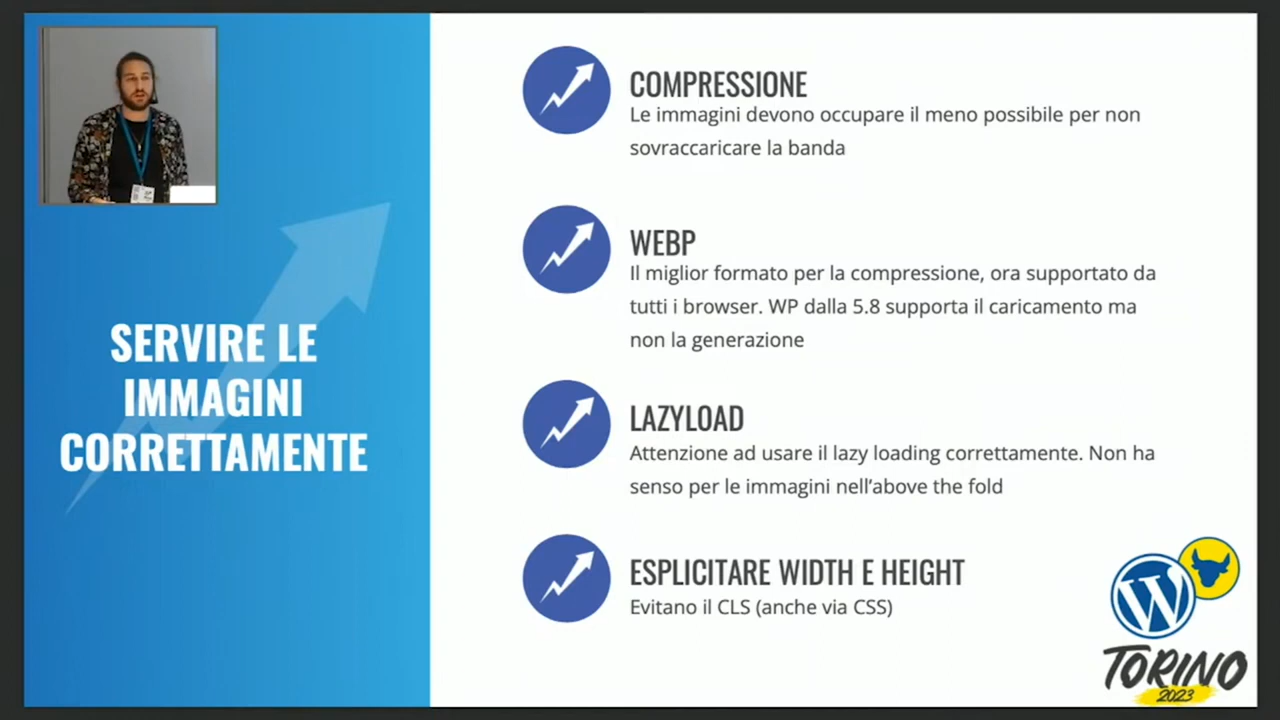 SERVIRE LE
IMMAGINI
CORRETTAMENTE
COMPRESSIONE
Le immagini devono occupare il meno possibile per non
sovraccaricare la banda
WEBP
Il miglior formato per la compressione, ora supportato da
tutti i browser. WP dalla 5.8 supporta il caricamento ma
non la generazione
LAZYLOAD
Attenzione ad usare il lazy loading correttamente. Non ha
senso per le immagini nell'above the fold
ESPLICITARE WIDTH E HEIGHT
Evitano il CLS (anche via CSS)
W
TORINO
2023